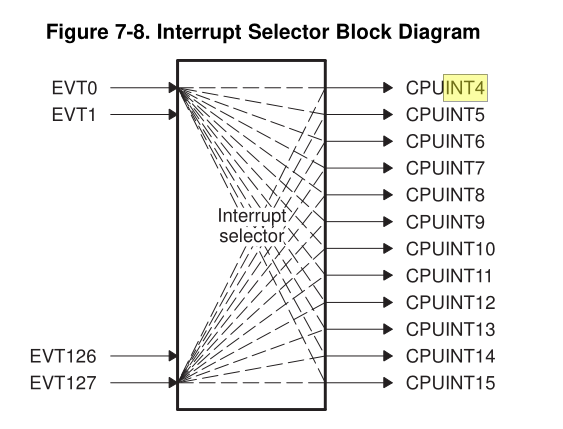 Figure 7-8. Interrupt Selector Block Diagram
EVT0
EVT1
EVT126
EVT127
Interrupt
selector
CPUINT4
CPUINT5
CPUINT6
CPUINT7
CPUINT8
CPUINT9
CPUINT10
CPUINT11
CPUINT12
CPUINT13
CPUINT14
CPUINT15